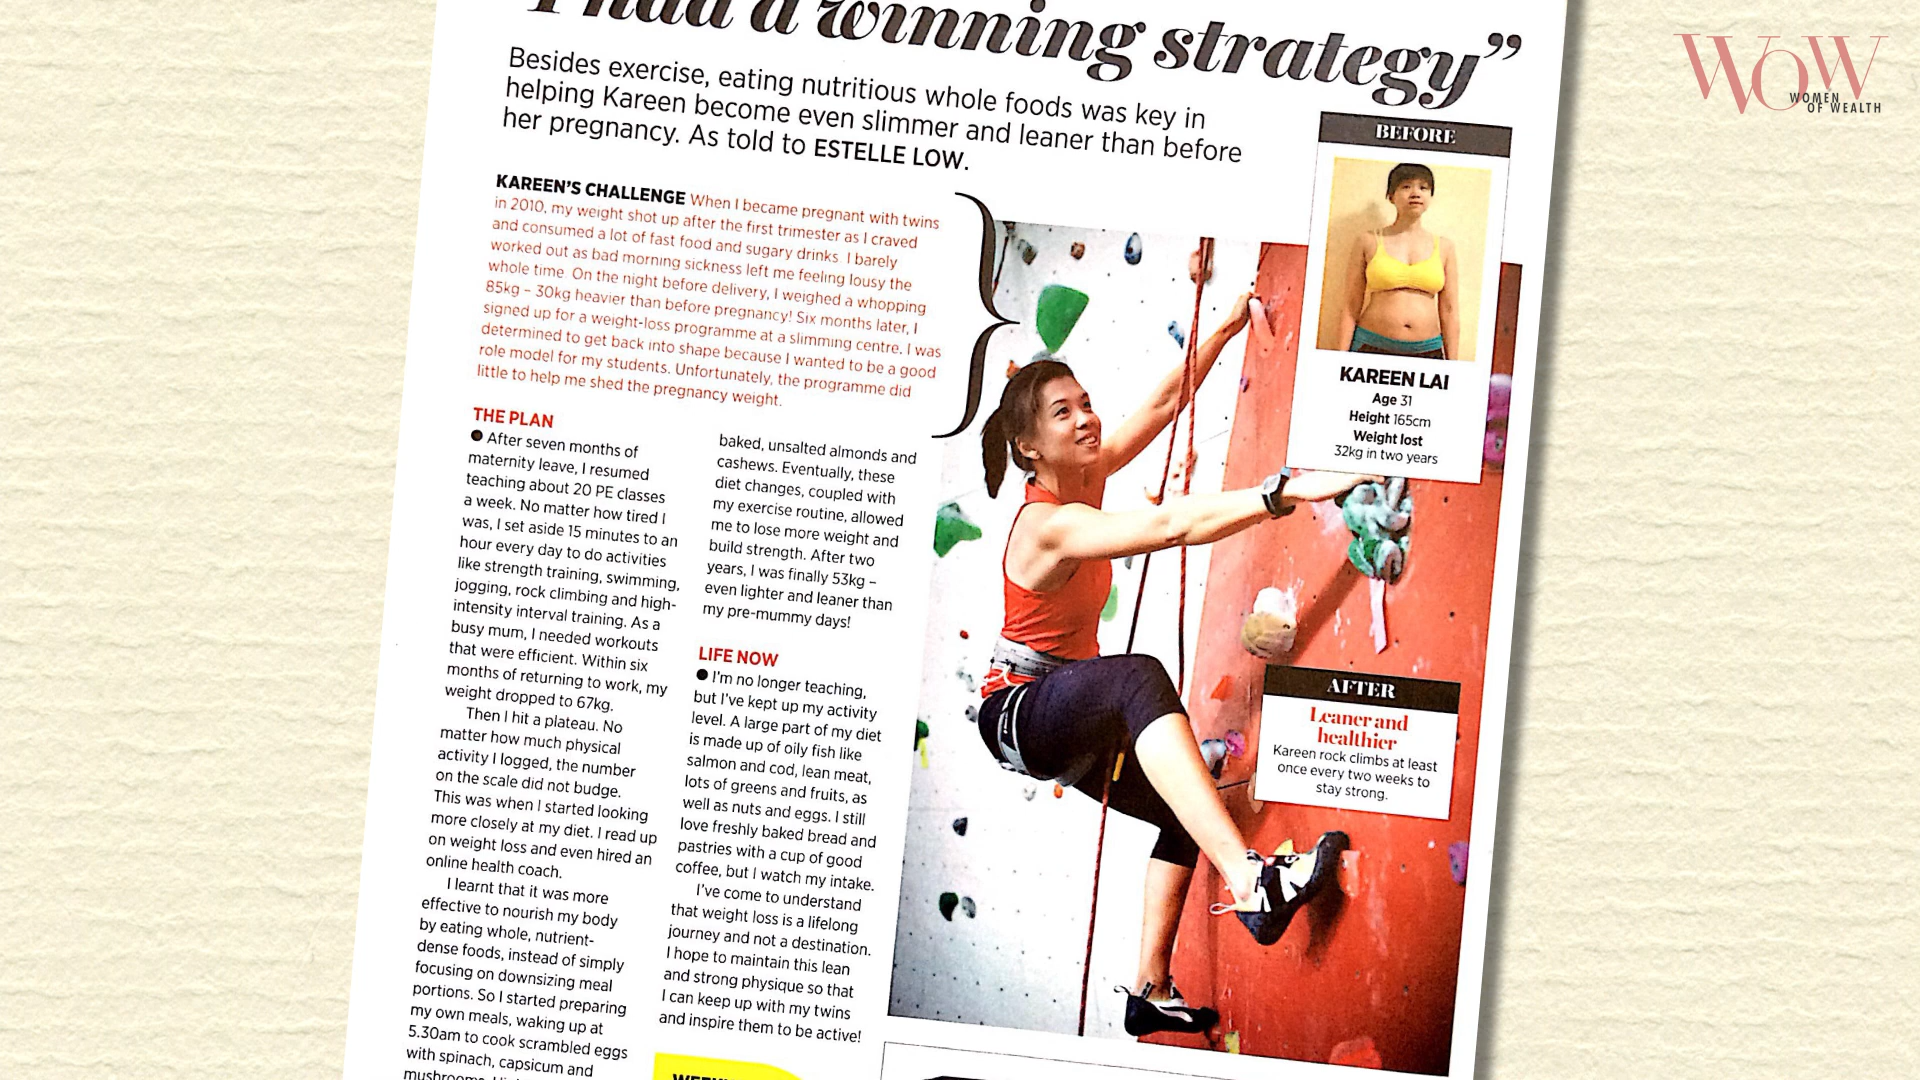 "I had a winning strategy"
Besides exercise, eating nutritious whole foods was key in
helping Kareen become even slimmer and leaner than before
her pregnancy. As told to ESTELLE LOW.
KAREEN'S CHALLENGE When I became pregnant with twins
in 2010, my weight shot up after the first trimester as I craved
and consumed a lot of fast food and sugary drinks. I barely
worked out as bad morning sickness left me feeling lousy the
whole time. On the night before delivery, I weighed a whopping
85kg – 30kg heavier than before pregnancy! Six months later, I
signed up for a weight-loss programme at a slimming centre. I was
determined to get back into shape because I wanted to be a good
role model for my students. Unfortunately, the programme did
little to help me shed the pregnancy weight.
THE PLAN
● After seven months of
maternity leave, I resumed
teaching about 20 PE classes
a week. No matter how tired I
was, I set aside 15 minutes to an
hour every day to do activities
like strength training, swimming,
jogging, rock climbing and high-
intensity interval training. As a
busy mum, I needed workouts
that were efficient. Within six
months of returning to work, my
weight dropped to 67kg.
Then I hit a plateau. No
matter how much physical
activity I logged, the number
on the scale did not budge.
This was when I started looking
more closely at my diet. I read up
on weight loss and even hired an
online health coach.
I learnt that it was more
effective to nourish my body
by eating whole, nutrient-
dense foods, instead of simply
focusing on downsizing meal
portions. So I started preparing
my own meals, waking up at
5.30am to cook scrambled eggs
with spinach, capsicum and
mushrooms.
baked, unsalted almonds and
cashews. Eventually, these
diet changes, coupled with
my exercise routine, allowed
me to lose more weight and
build strength. After two
years, I was finally 53kg –
even lighter and leaner than
my pre-mummy days!
LIFE NOW
● I'm no longer teaching,
but I've kept up my activity
level. A large part of my diet
is made up of oily fish like
salmon and cod, lean meat,
lots of greens and fruits, as
well as nuts and eggs. I still
love freshly baked bread and
pastries with a cup of good
coffee, but I watch my intake.
I've come to understand
that weight loss is a lifelong
journey and not a destination.
I hope to maintain this lean
and strong physique so that
I can keep up with my twins
and inspire them to be active!
BEFORE
KAREEN LAI
Age 31
Height 165cm
Weight lost
32kg in two years
AFTER
Leaner and
healthier
Kareen rock climbs at least
once every two weeks to
stay strong.
WOW
WOMEN
OF WEALTH